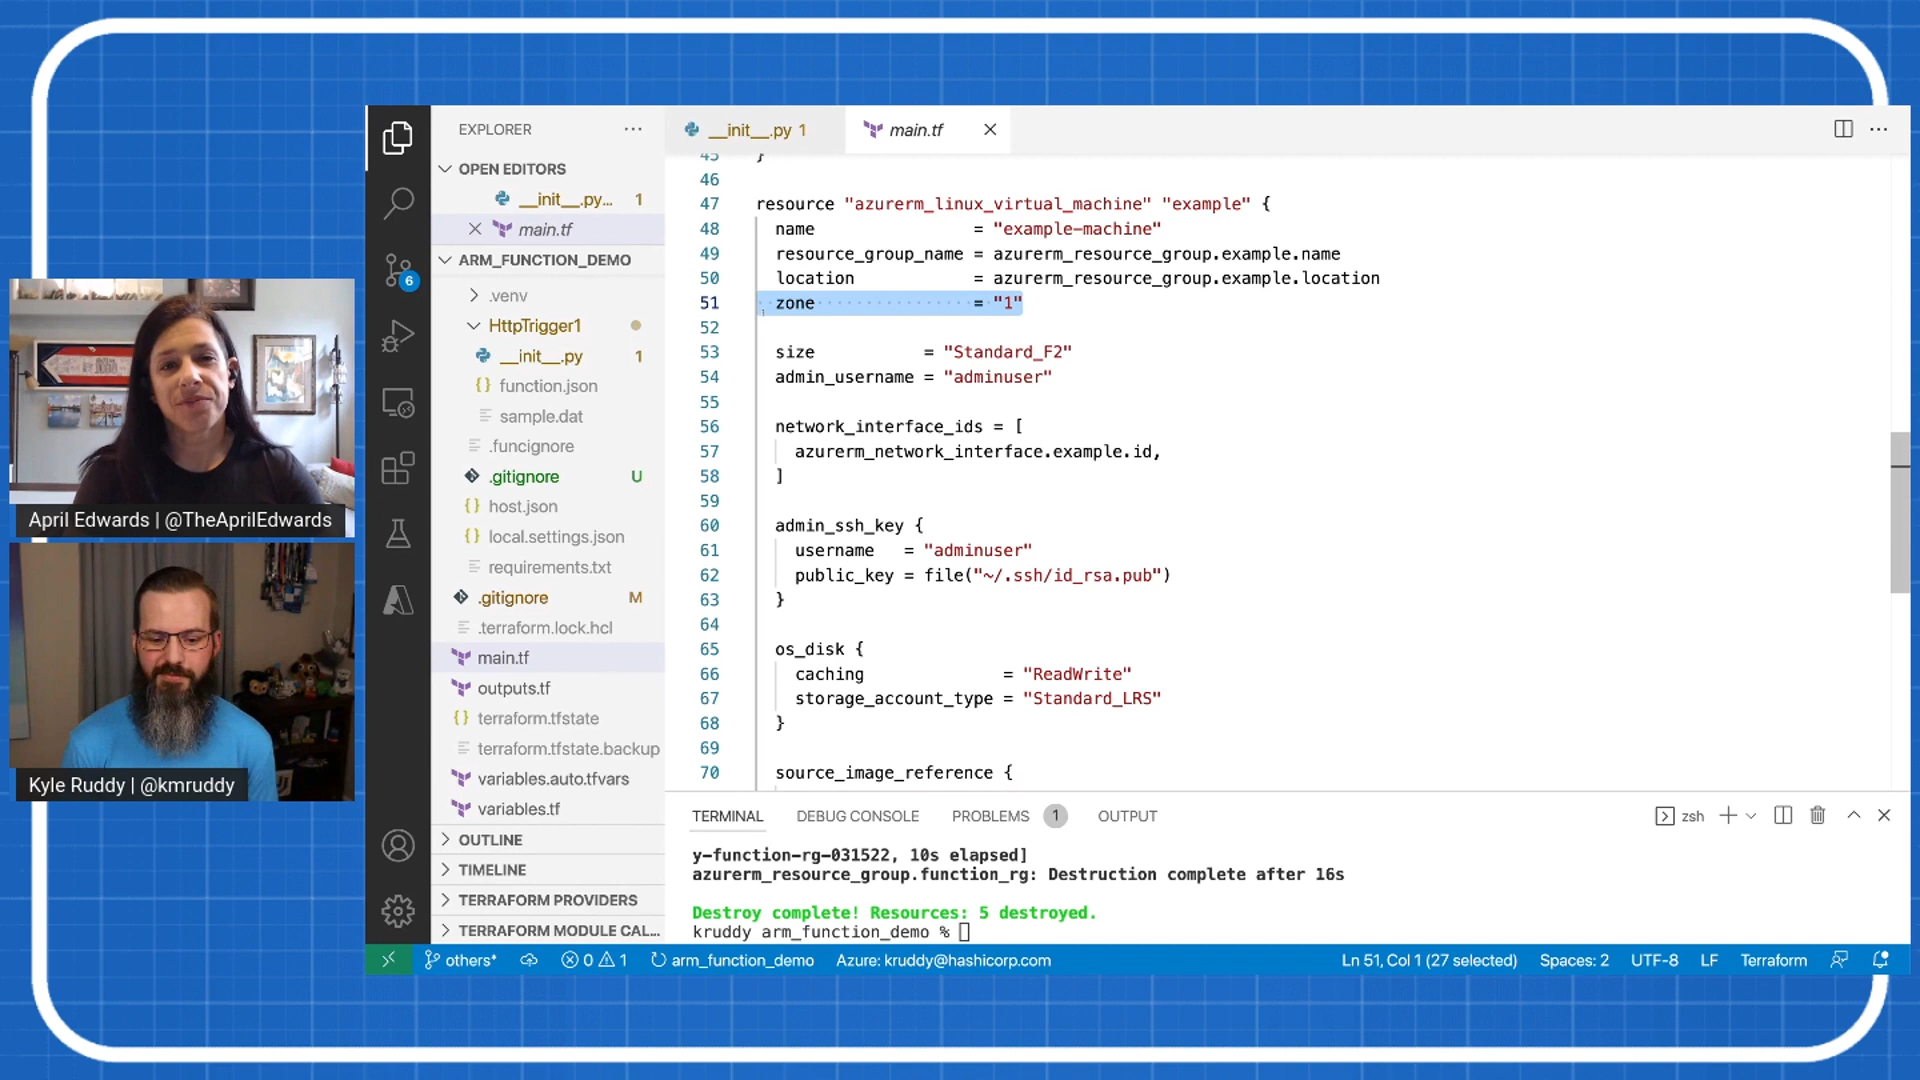 EXPLORER
OPEN EDITORS
__init__.py... 1
main.tf
ARM_FUNCTION_DEMO
.venv
HttpTrigger1
__init__.py 1
function.json
sample.dat
.funcignore
.gitignore U
host.json
local.settings.json
requirements.txt
.gitignore M
.terraform.lock.hcl
main.tf
outputs.tf
terraform.tfstate
terraform.tfstate.backup
variables.auto.tfvars
variables.tf
OUTLINE
TIMELINE
TERRAFORM PROVIDERS
TERRAFORM MODULE CAL...
6
__init__.py 1
main.tf
45 }
46
47 resource "azurerm_linux_virtual_machine" "example" {
48 name = "example-machine"
49 resource_group_name = azurerm_resource_group.example.name
50 location = azurerm_resource_group.example.location
51 zone = "1"
52
53 size = "Standard_F2"
54 admin_username = "adminuser"
55
56 network_interface_ids = [
57 azurerm_network_interface.example.id,
58 ]
59
60 admin_ssh_key {
61 username = "adminuser"
62 public_key = file("~/.ssh/id_rsa.pub")
63 }
64
65 os_disk {
66 caching = "ReadWrite"
67 storage_account_type = "Standard_LRS"
68 }
69
70 source_image_reference {
TERMINAL DEBUG CONSOLE PROBLEMS 1 OUTPUT
zsh
y-function-rg-031522, 10s elapsed]
azurerm_resource_group.function_rg: Destruction complete after 16s
Destroy complete! Resources: 5 destroyed.
kruddy arm_function_demo %
others* 0 1 arm_function_demo Azure: kruddy@hashicorp.com
Ln 51, Col 1 (27 selected) Spaces: 2 UTF-8 LF Terraform
April Edwards | @TheAprilEdwards
Kyle Ruddy | @kmruddy